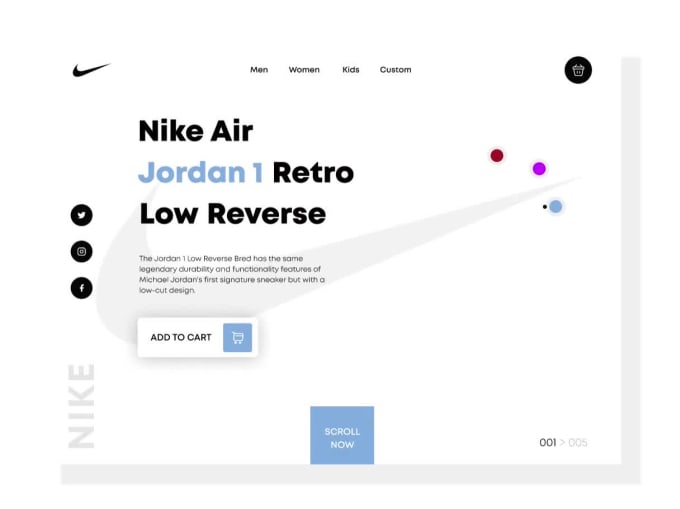 Men Women Kids Custom
Nike Air
Jordan 1 Retro
Low Reverse
The Jordan 1 Low Reverse Bred has the same
legendary durability and functionality features of
Michael Jordan's first signature sneaker but with a
low-cut design.
ADD TO CART
NIKE
SCROLL
NOW
001 > 005